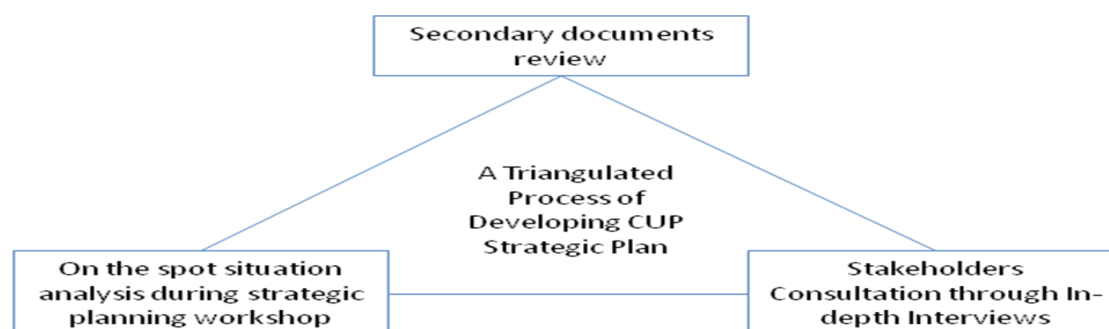 Secondary documents
review
A Triangulated
Process of
Developing CUP
Strategic Plan
On the spot situation
analysis during strategic
planning workshop
Stakeholders
Consultation through In-
depth Interviews